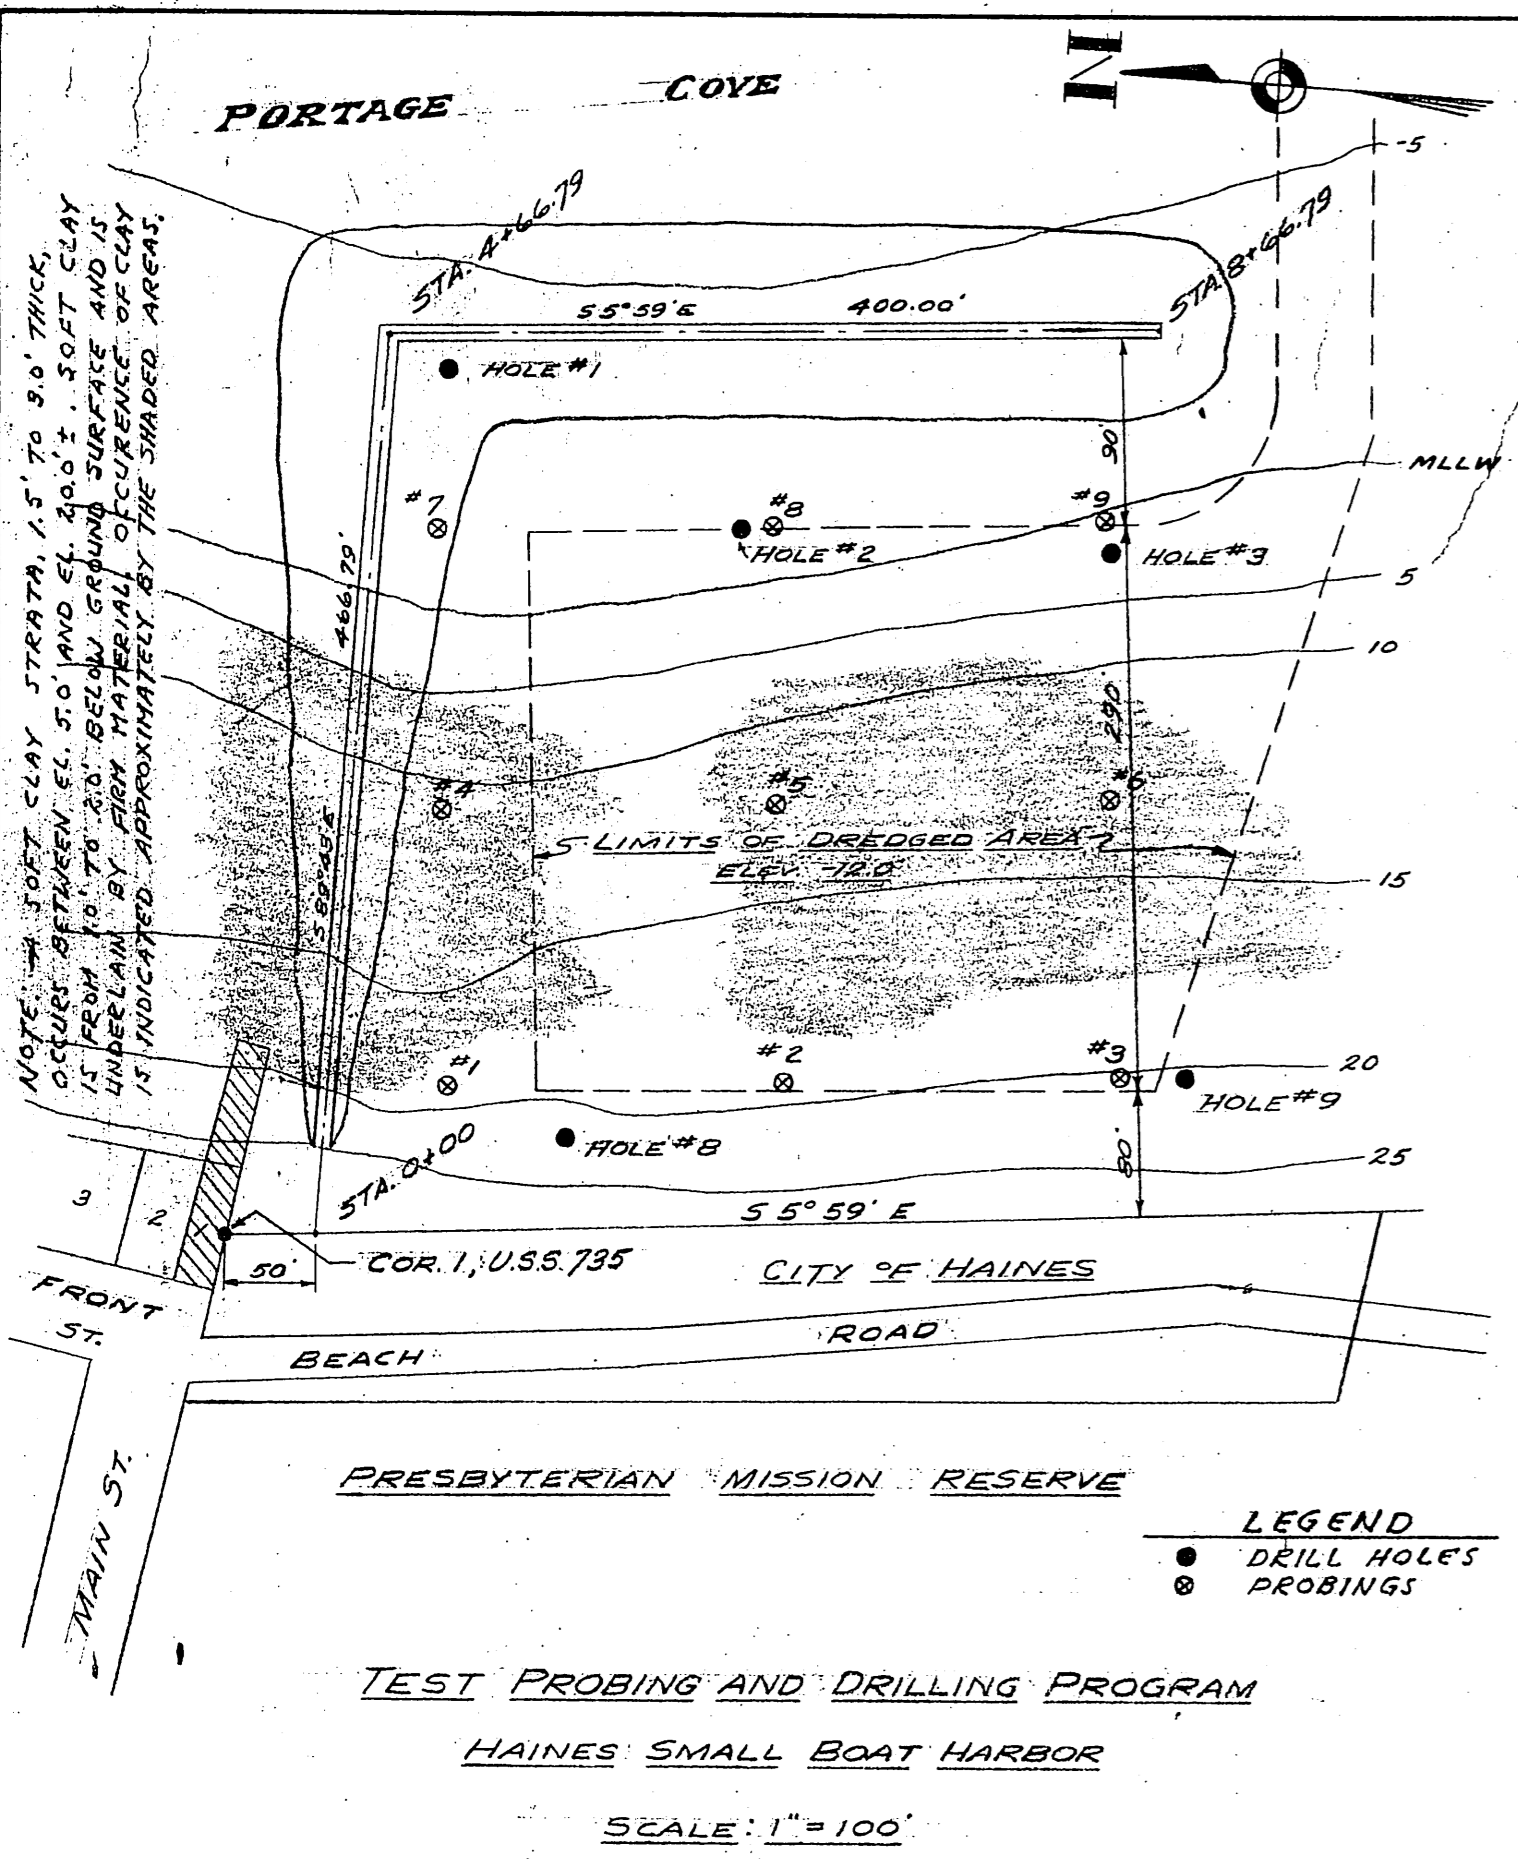 PORTAGE COVE
N
-5
STA. 4+66.79
STA. 8+66.79
S 5°59' E 400.00'
HOLE #1
90'
MLLW
#7
#8
#9
HOLE #2
HOLE #3
5
466.79'
10
290'
#4
#5
#6
LIMITS OF DREDGED AREA
ELEV. -12.0
15
#1
#2
#3
20
HOLE #9
HOLE #8
STA. 0+00
80'
25
3
2
S 5° 59' E
50'
COR. 1, U.S.S. 735
CITY OF HAINES
FRONT
ST.
BEACH ROAD
MAIN ST.
NOTE: A SOFT CLAY STRATA, 1.5' TO 3.0' THICK,
OCCURS BETWEEN EL. 5.0' AND EL. 20.0' ±. SOFT CLAY
IS FROM 1.0' TO 2.0' BELOW GROUND SURFACE AND IS
UNDERLAIN BY FIRM MATERIAL. OCCURENCE OF CLAY
IS INDICATED APPROXIMATELY BY THE SHADED AREAS.
PRESBYTERIAN MISSION RESERVE
LEGEND
DRILL HOLES
PROBINGS
TEST PROBING AND DRILLING PROGRAM
HAINES SMALL BOAT HARBOR
SCALE: 1" = 100'